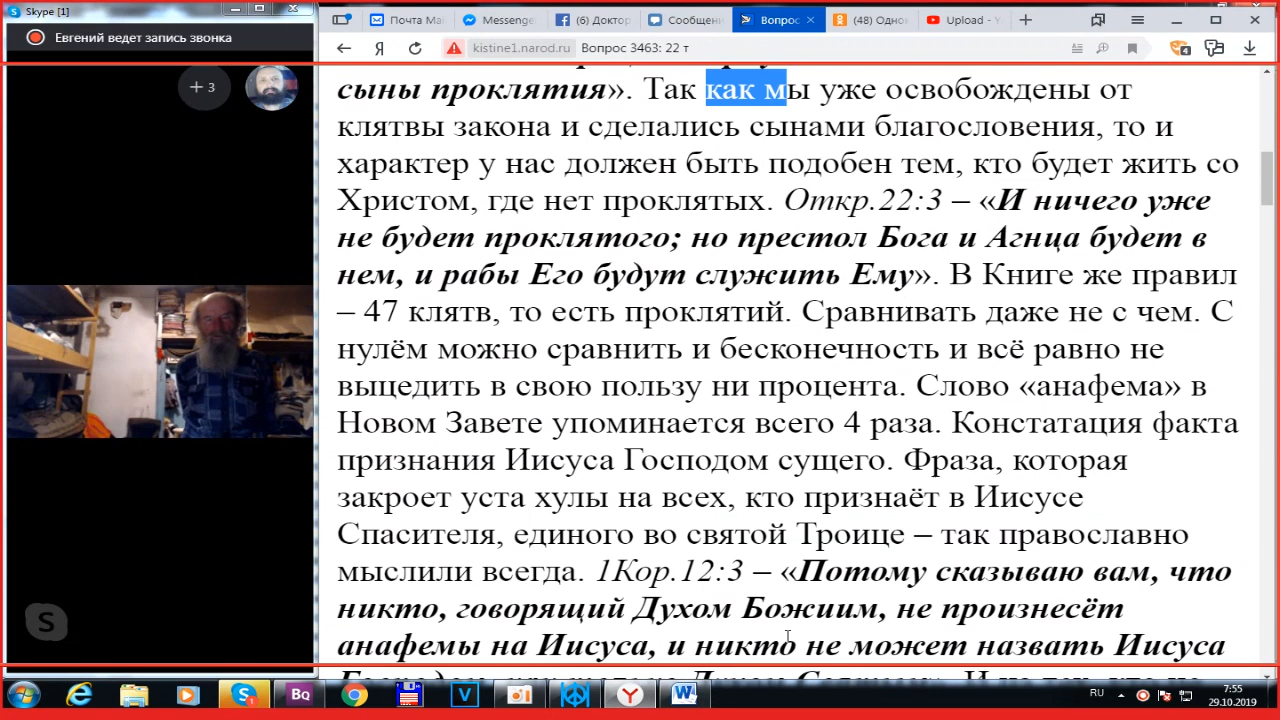 Skype [1]
Евгений ведет запись звонка
+ 3
Почта Mai
Messenge
(6) Доктор
Сообщени
Вопрос
(48) Однок
Upload - Y
kistine1.narod.ru
Вопрос 3463: 22 т
сыны проклятия». Так как мы уже освобождены от
клятвы закона и сделались сынами благословения, то и
характер у нас должен быть подобен тем, кто будет жить со
Христом, где нет проклятых. Откр.22:3 – «И ничего уже
не будет проклятого; но престол Бога и Агнца будет в
нем, и рабы Его будут служить Ему». В Книге же правил
– 47 клятв, то есть проклятий. Сравнивать даже не с чем. С
нулём можно сравнить и бесконечность и всё равно не
выцедить в свою пользу ни процента. Слово «анафема» в
Новом Завете упоминается всего 4 раза. Констатация факта
признания Иисуса Господом сущего. Фраза, которая
закроет уста хулы на всех, кто признаёт в Иисусе
Спасителя, единого во святой Троице – так православно
мыслили всегда. 1Кор.12:3 – «Потому сказываю вам, что
никто, говорящий Духом Божиим, не произнесёт
анафемы на Иисуса, и никто не может назвать Иисуса
RU
7:55
29.10.2019